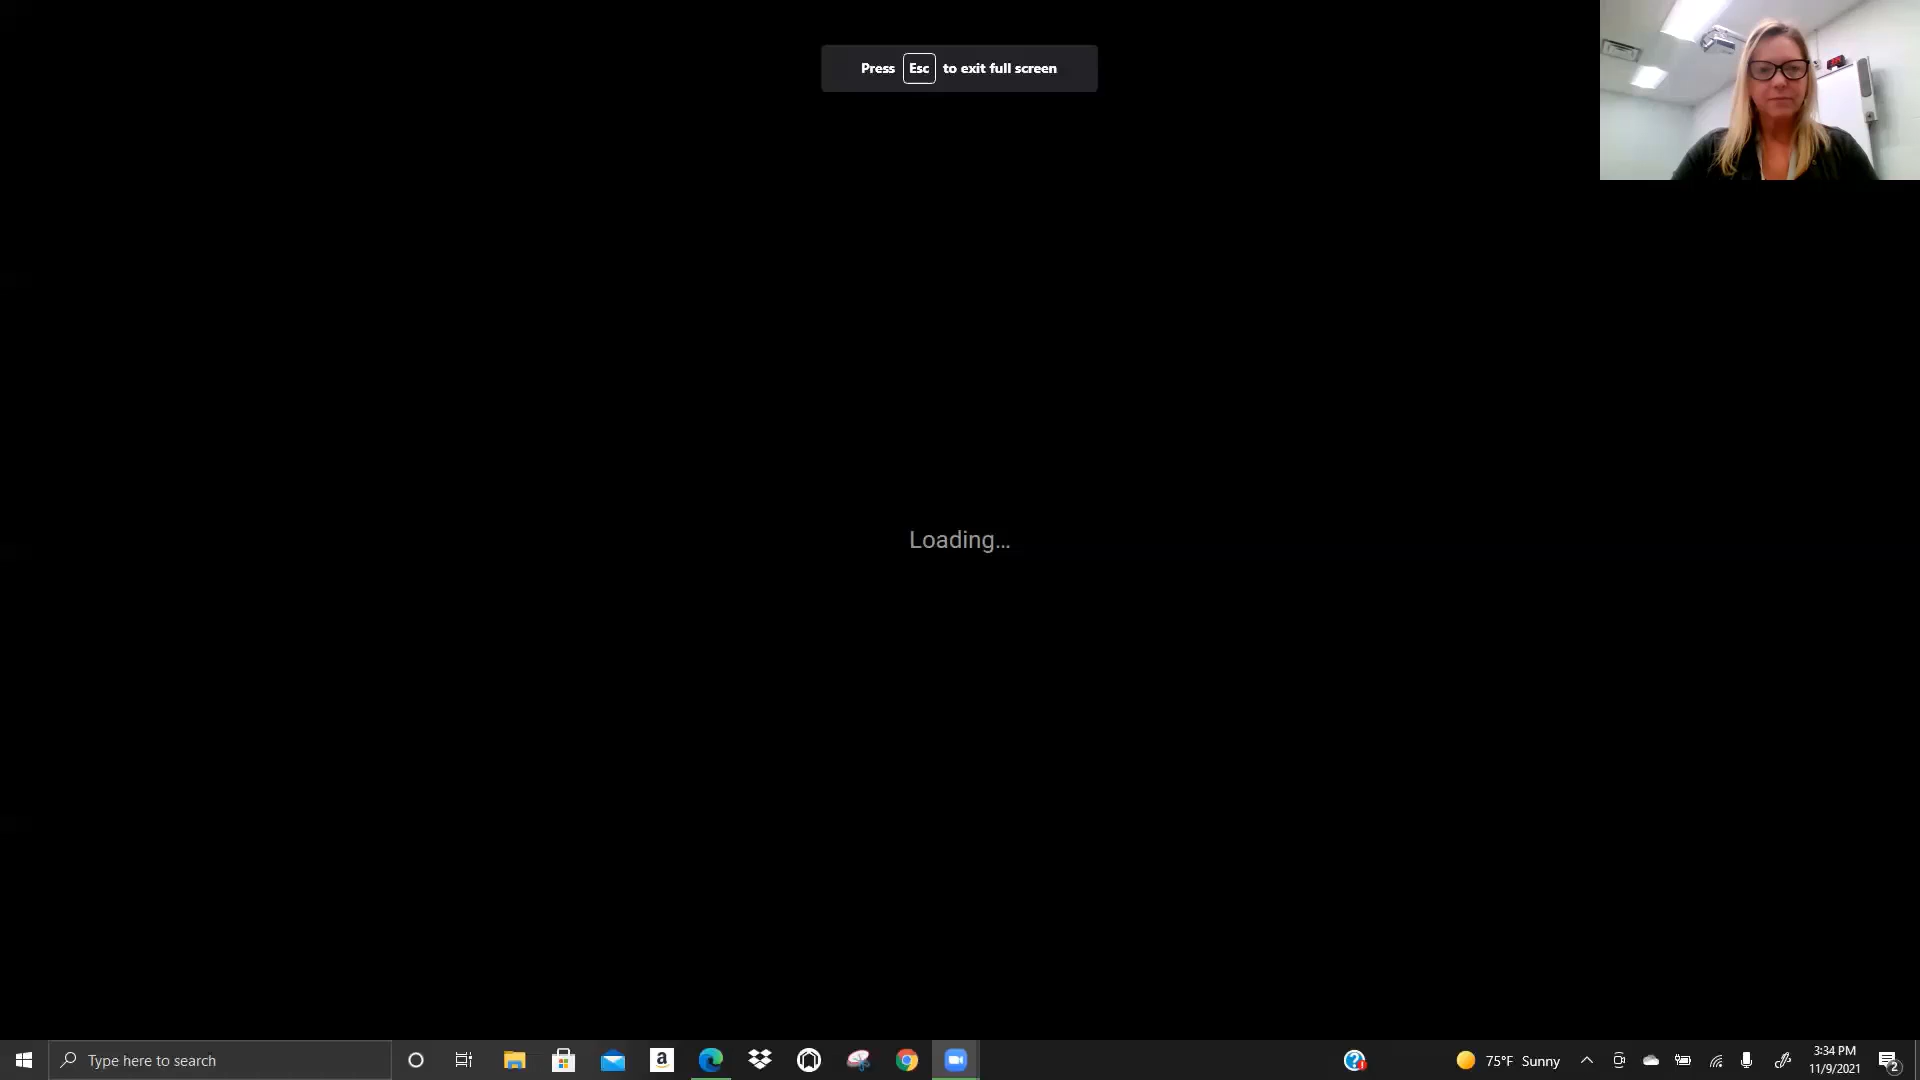 Press Esc to exit full screen
Loading...
Type here to search
a
75°F Sunny
3:34 PM
11/9/2021
2